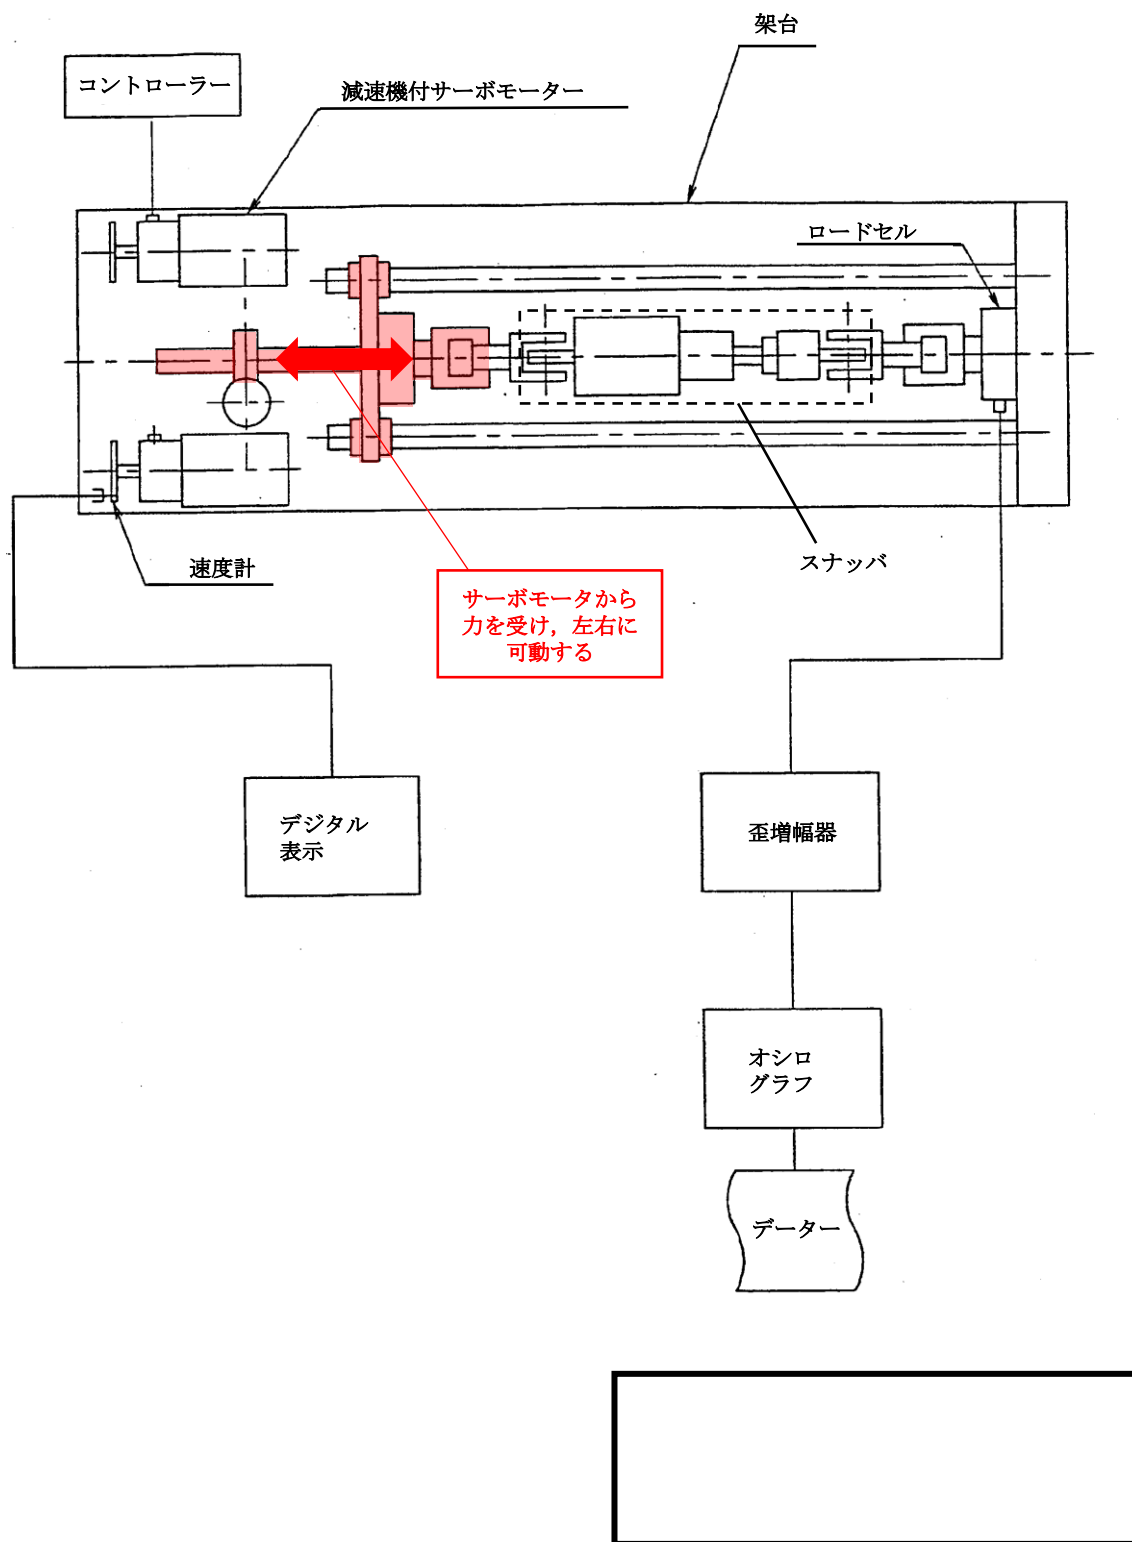 架台
コントローラー
減速機付サーボモーター
ロードセル
スナッバ
速度計
サーボモータから
力を受け，左右に
可動する
デジタル
表示
歪増幅器
オシロ
グラフ
データー